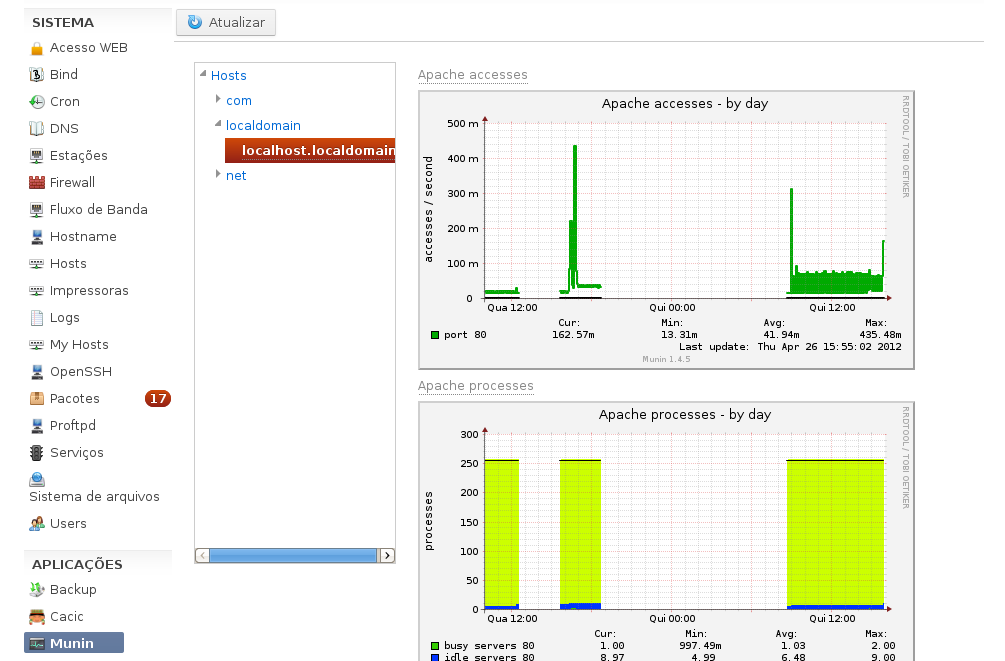 SISTEMA
Acesso WEB
Bind
Cron
DNS
Estações
Firewall
Fluxo de Banda
Hostname
Hosts
Impressoras
Logs
My Hosts
OpenSSH
Pacotes 17
Proftpd
Serviços
Sistema de arquivos
Users
APLICAÇÕES
Backup
Cacic
Munin
Atualizar
Hosts
com
localdomain
localhost.localdomain
net
Apache accesses
Apache accesses - by day
RRDTOOL / TOBI OETIKER
accesses / second
500 m
400 m
300 m
200 m
100 m
0
Qua 12:00 Qui 00:00 Qui 12:00
Cur: Min: Avg: Max:
port 80 162.57m 13.31m 41.94m 435.48m
Last update: Thu Apr 26 15:55:02 2012
Munin 1.4.5
Apache processes
Apache processes - by day
RRDTOOL / TOBI OETIKER
processes
300
250
200
150
100
50
0
Qua 12:00 Qui 00:00 Qui 12:00
Cur: Min: Avg: Max:
busy servers 80 1.00 997.49m 1.03 2.00
idle servers 80 8.97 4.99 6.48 9.00